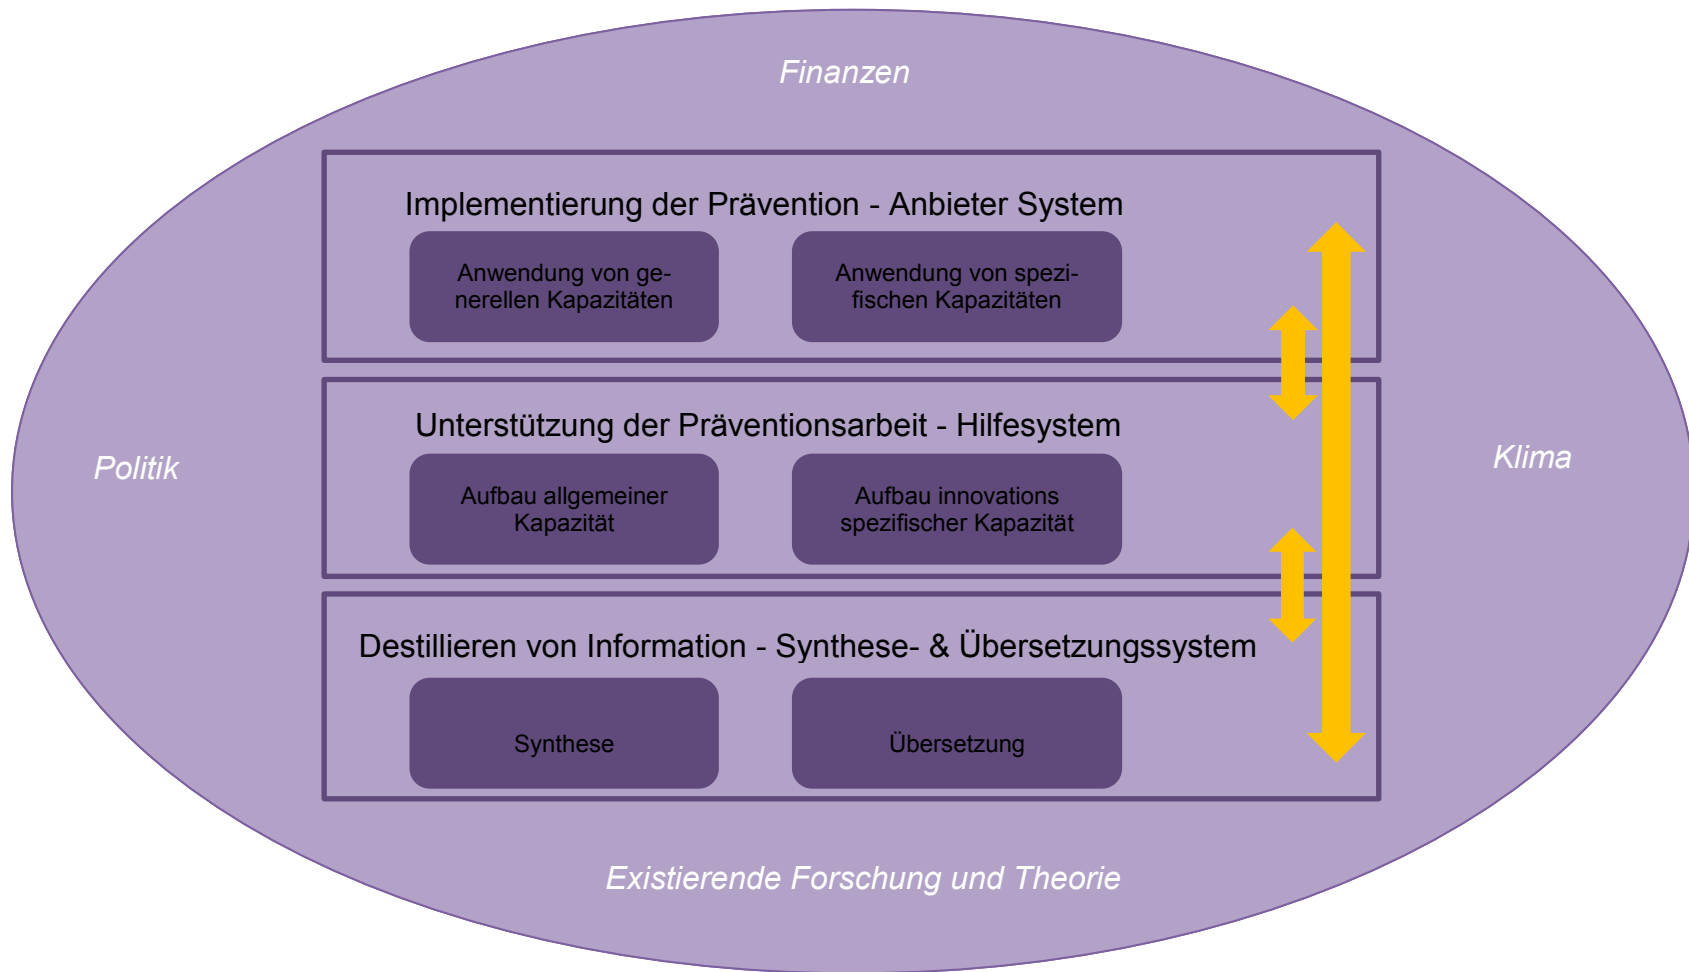 Finanzen
Implementierung der Prävention - Anbieter System
Anwendung von ge-
nerellen Kapazitäten
Anwendung von spezi-
fischen Kapazitäten
Unterstützung der Präventionsarbeit - Hilfesystem
Politik
Klima
Aufbau allgemeiner
Kapazität
Aufbau innovations
spezifischer Kapazität
Destillieren von Information - Synthese- & Übersetzungssystem
Synthese
Übersetzung
Existierende Forschung und Theorie